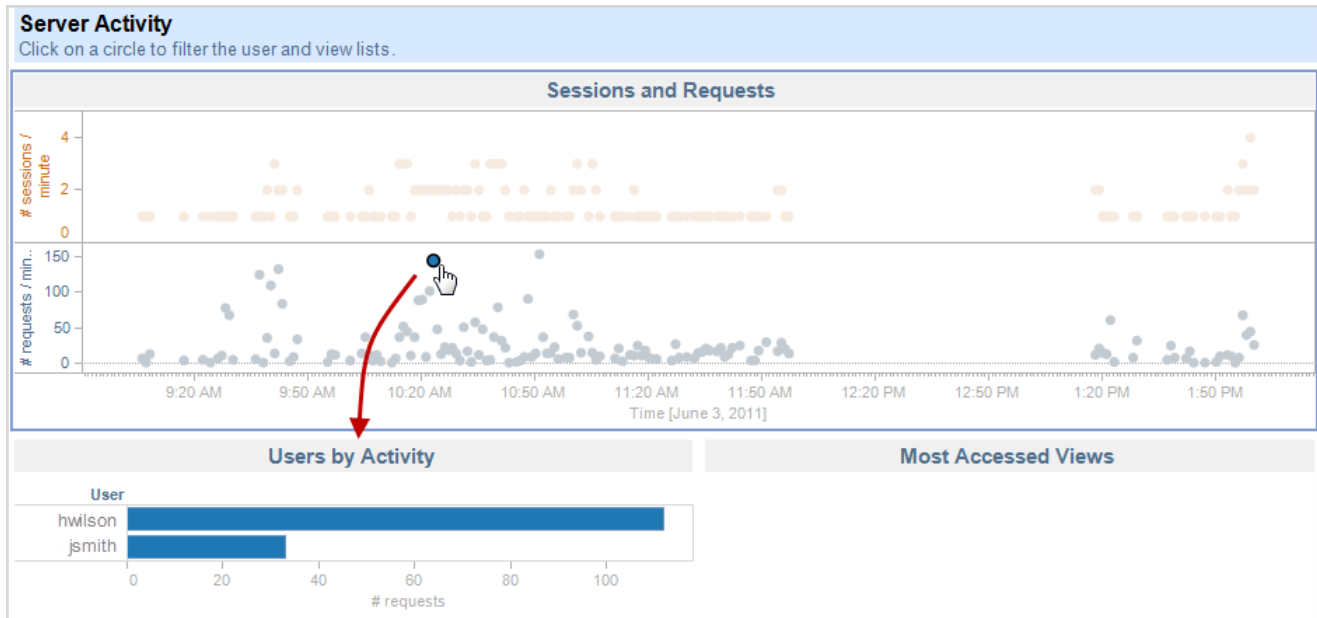 Server Activity
Click on a circle to filter the user and view lists.
Sessions and Requests
# sessions /
minute
4
2
0
# requests / min..
150
100
50
0
9:20 AM 9:50 AM 10:20 AM 10:50 AM 11:20 AM 11:50 AM 12:20 PM 12:50 PM 1:20 PM 1:50 PM
Time [June 3, 2011]
Users by Activity
Most Accessed Views
User
hwilson
jsmith
0 20 40 60 80 100
# requests